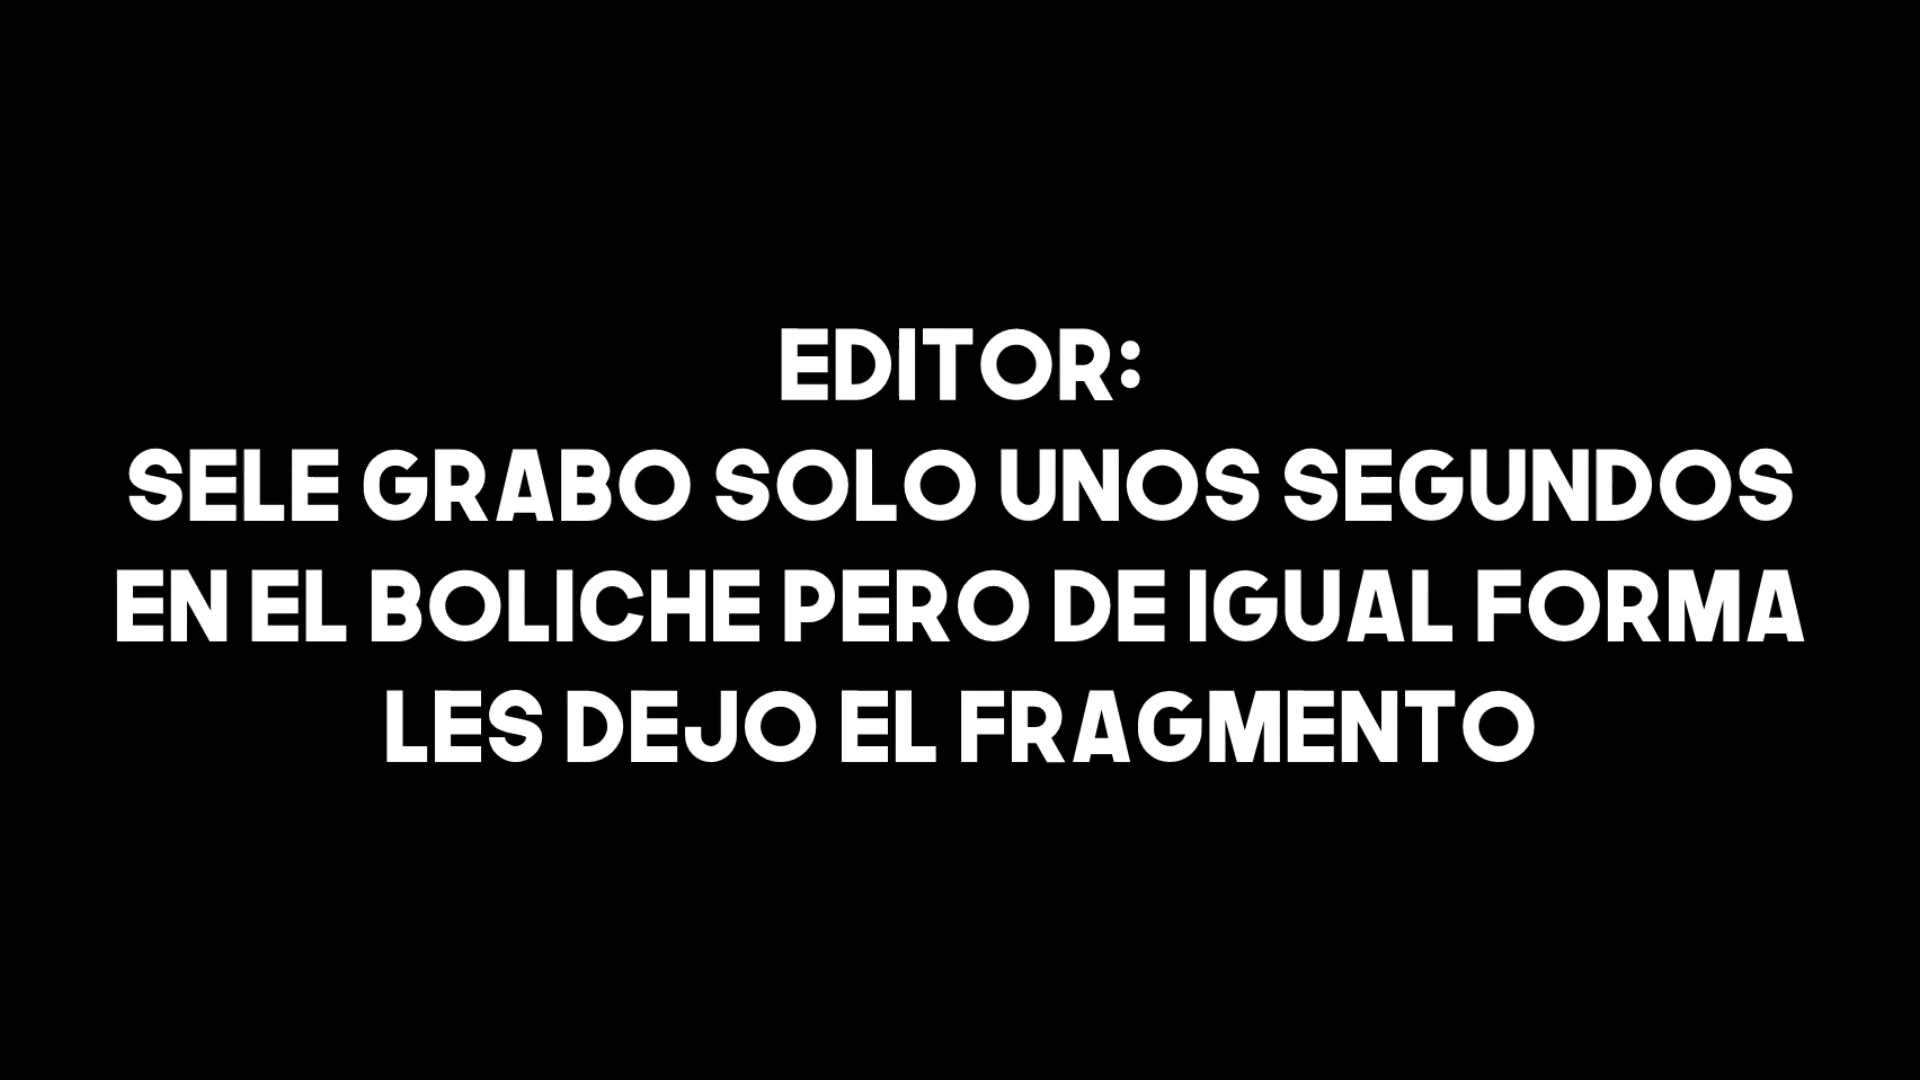 EDITOR:
SELE GRABO SOLO UNOS SEGUNDOS
EN EL BOLICHE PERO DE IGUAL FORMA
LES DEJO EL FRAGMENTO